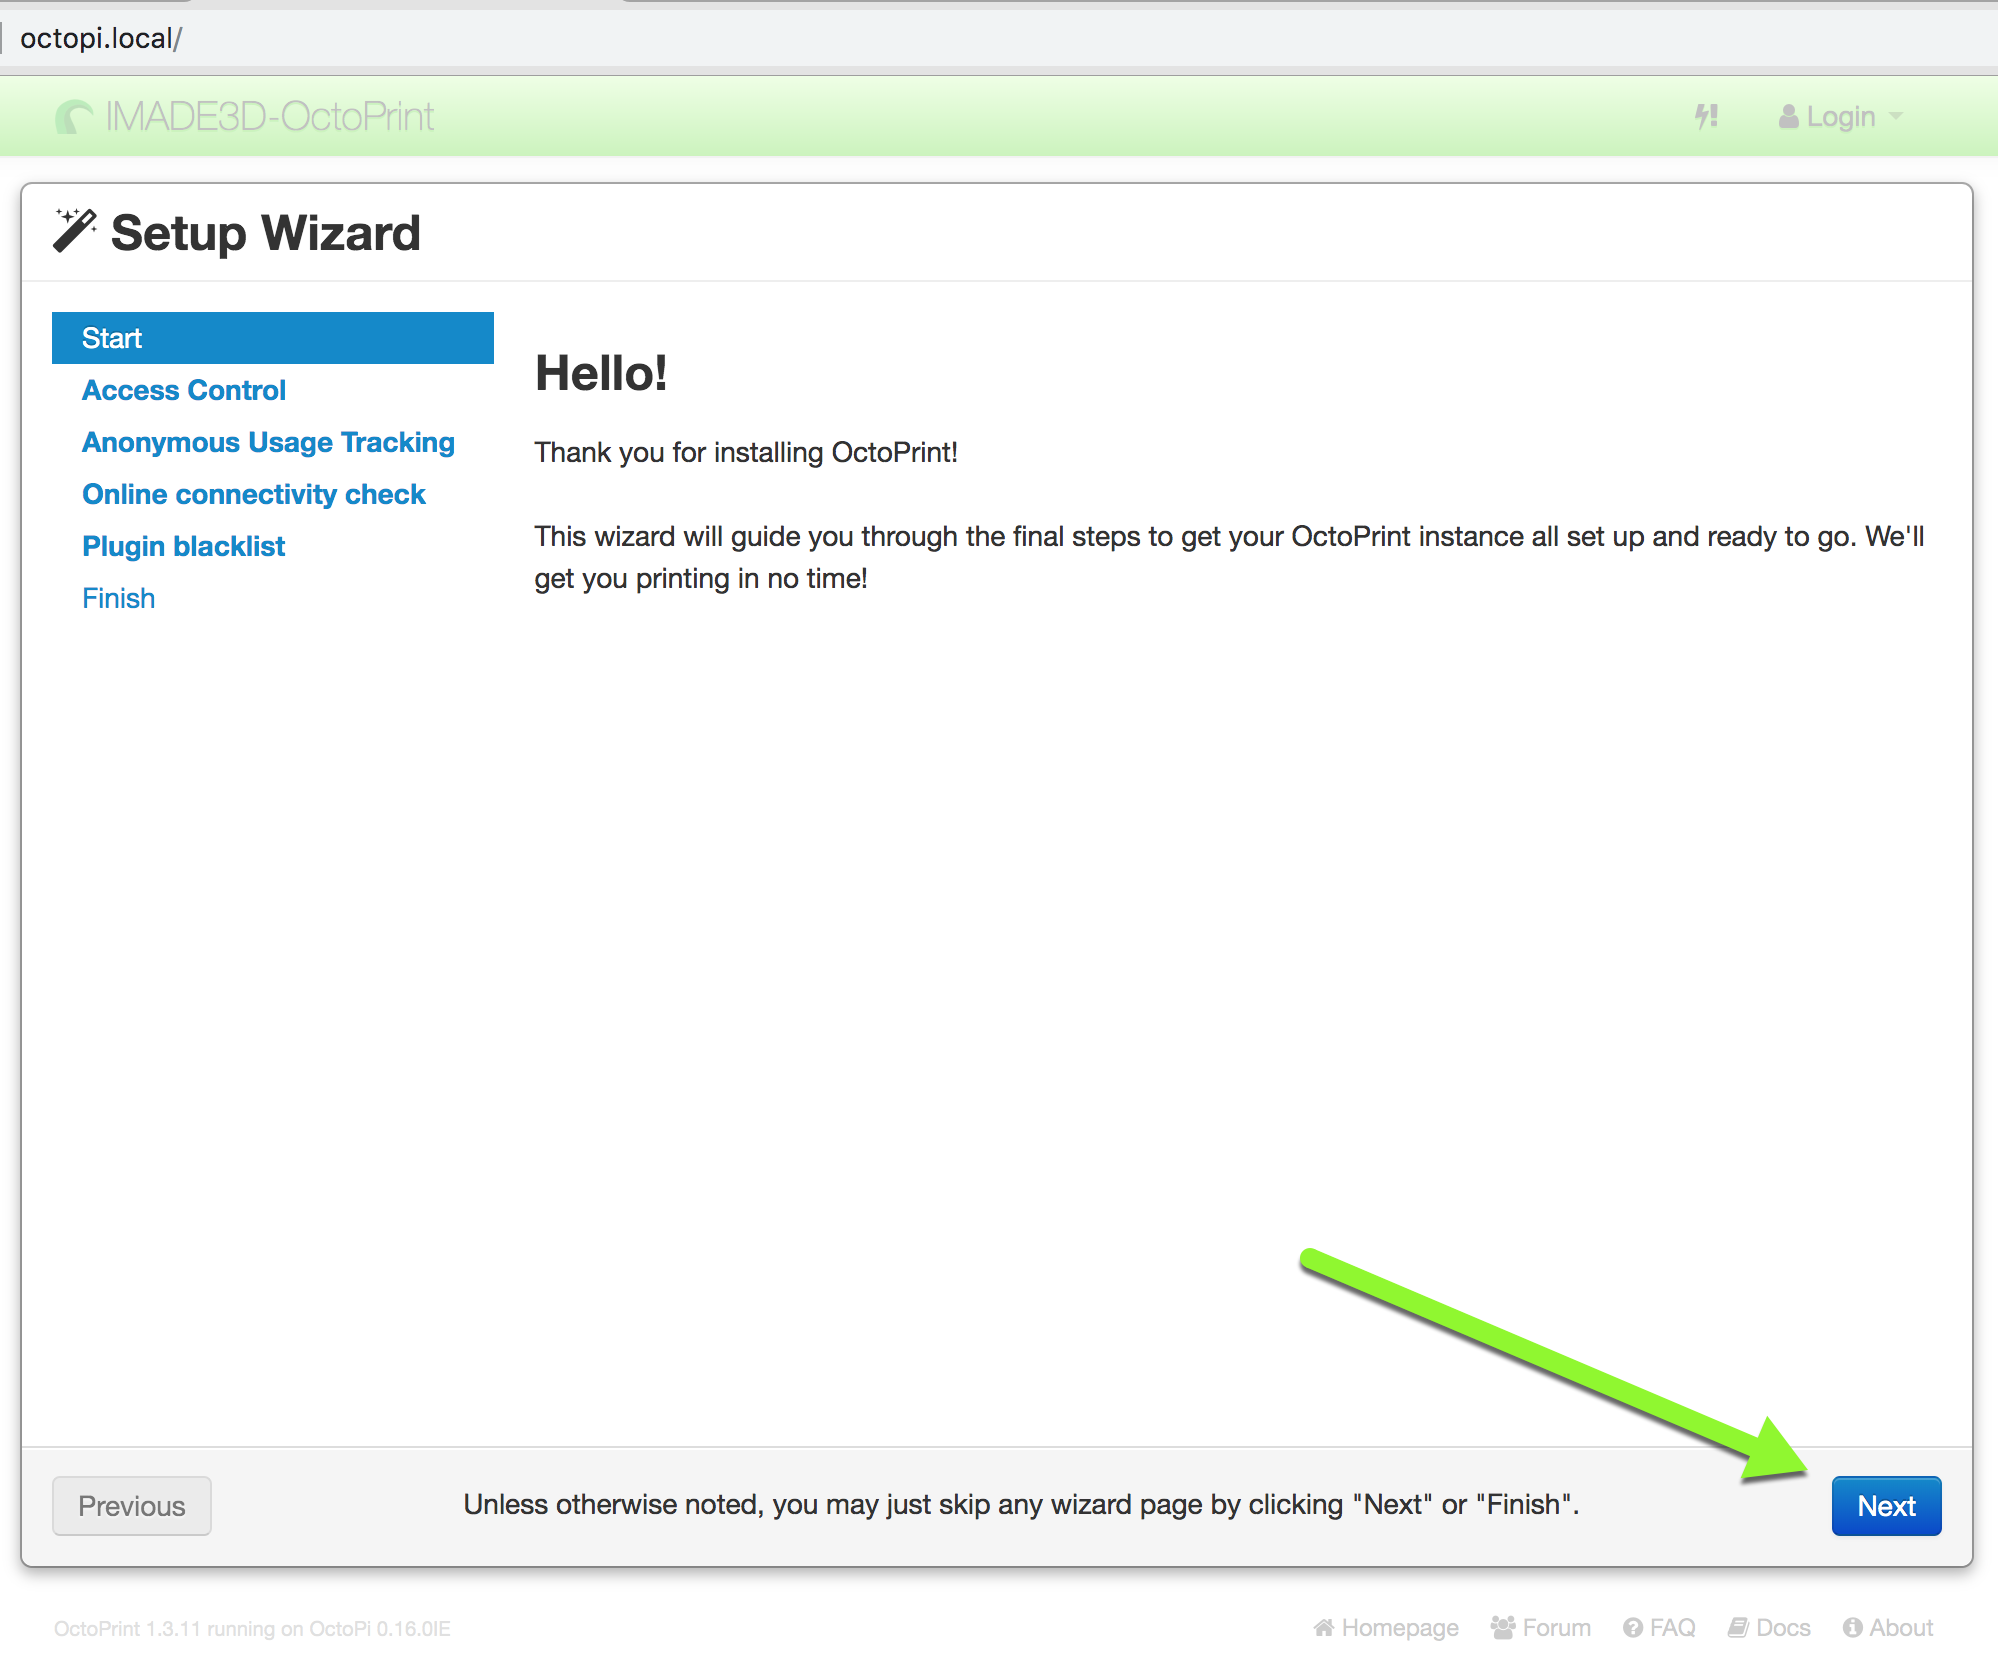 octopi.local/
IMADE3D-OctoPrint
Login
Setup Wizard
Start
Access Control
Anonymous Usage Tracking
Online connectivity check
Plugin blacklist
Finish
Hello!
Thank you for installing OctoPrint!
This wizard will guide you through the final steps to get your OctoPrint instance all set up and ready to go. We'll
get you printing in no time!
Previous
Unless otherwise noted, you may just skip any wizard page by clicking "Next" or "Finish".
Next
OctoPrint 1.3.11 running on OctoPi 0.16.0IE
Homepage Forum FAQ Docs About